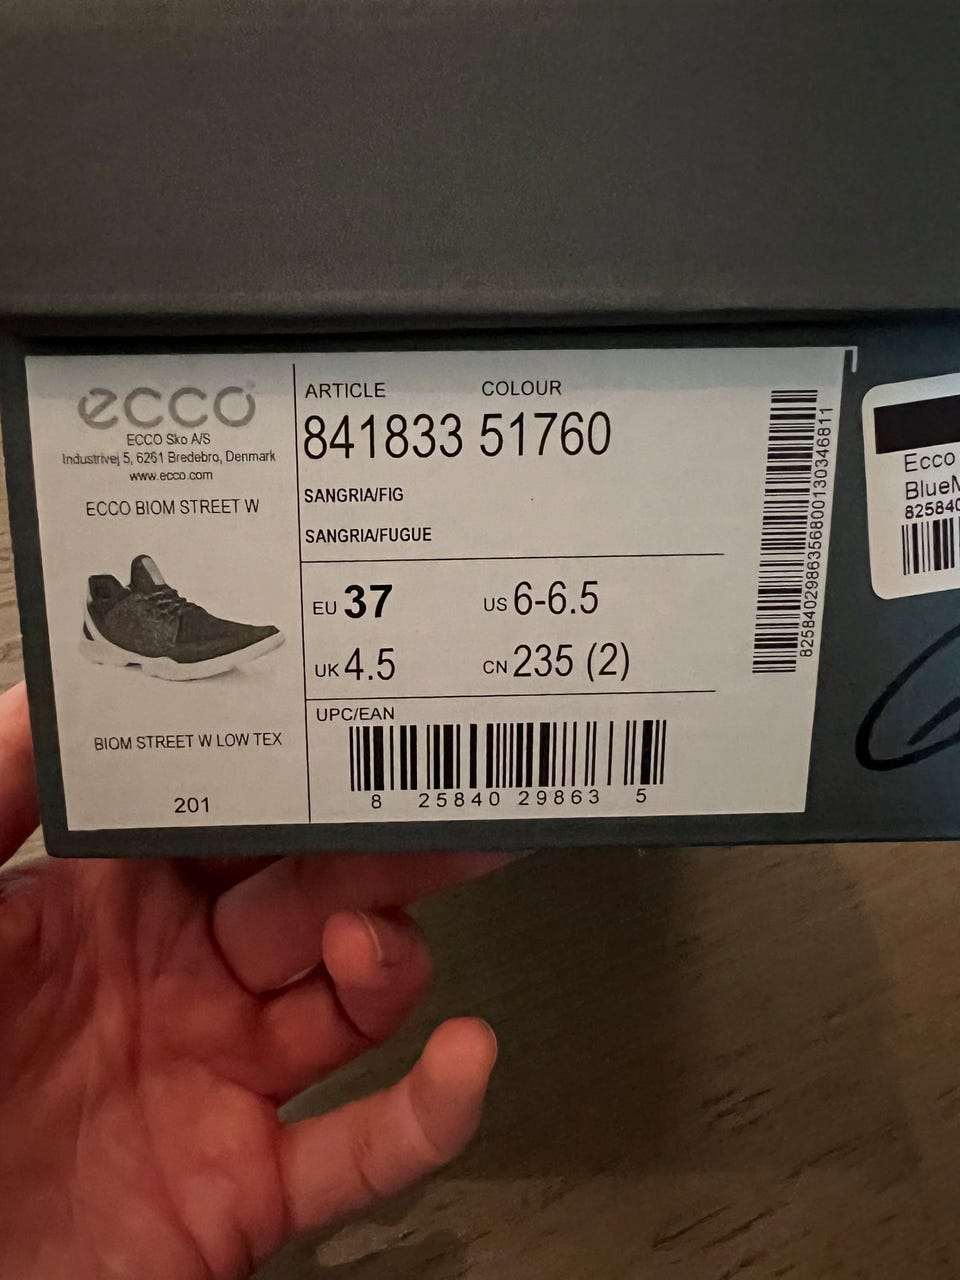 ecco
ECCO Sko A/S
Industrivej 5, 6261 Bredebro, Denmark
www.ecco.com
ECCO BIOM STREET W
BIOM STREET W LOW TEX
201
ARTICLE COLOUR
841833 51760
SANGRIA/FIG
SANGRIA/FUGUE
EU 37 US 6-6.5
UK 4.5 CN 235 (2)
UPC/EAN
8 25840 29863 5
8258402986356800130346811
Ecco
825840